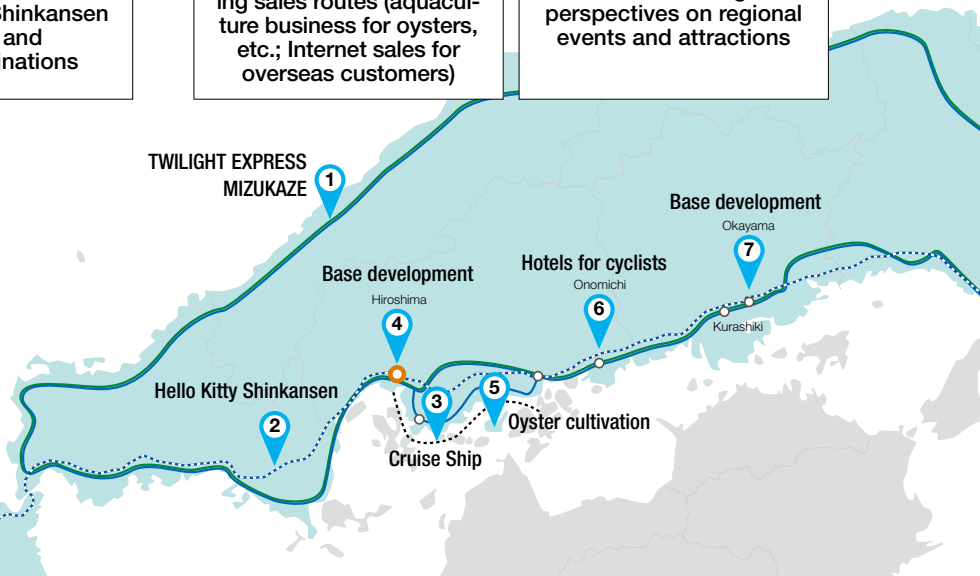 Shinkansen
and
inations
ing sales routes (aquacul-
ture business for oysters,
etc.; Internet sales for
overseas customers)
perspectives on regional
events and attractions
TWILIGHT EXPRESS
MIZUKAZE
1
Base development
Okayama
7
Hotels for cyclists
Onomichi
6
Base development
Hiroshima
4
Kurashiki
Hello Kitty Shinkansen
2
3
5
Oyster cultivation
Cruise Ship